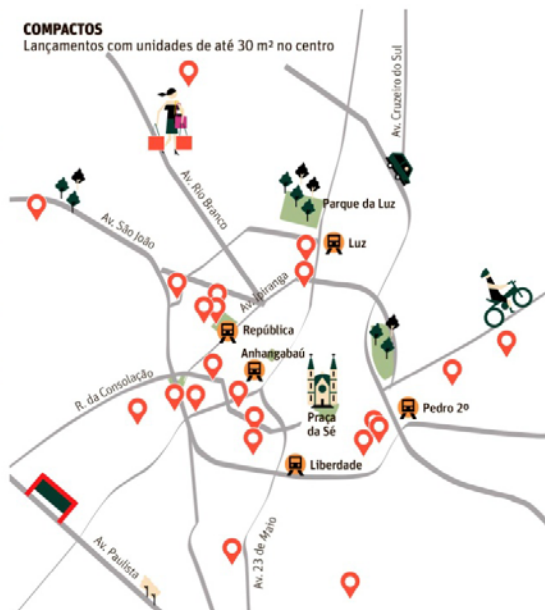 COMPACTOS
Lançamentos com unidades de até 30 m² no centro
Av. Cruzeiro do Sul
Av. Rio Branco
Parque da Luz
Av. São João
Luz
Av. Ipiranga
República
Anhangabaú
R. da Consolação
Praça
da Sé
Pedro 2º
Liberdade
Av. Paulista
Av. 23 de Maio